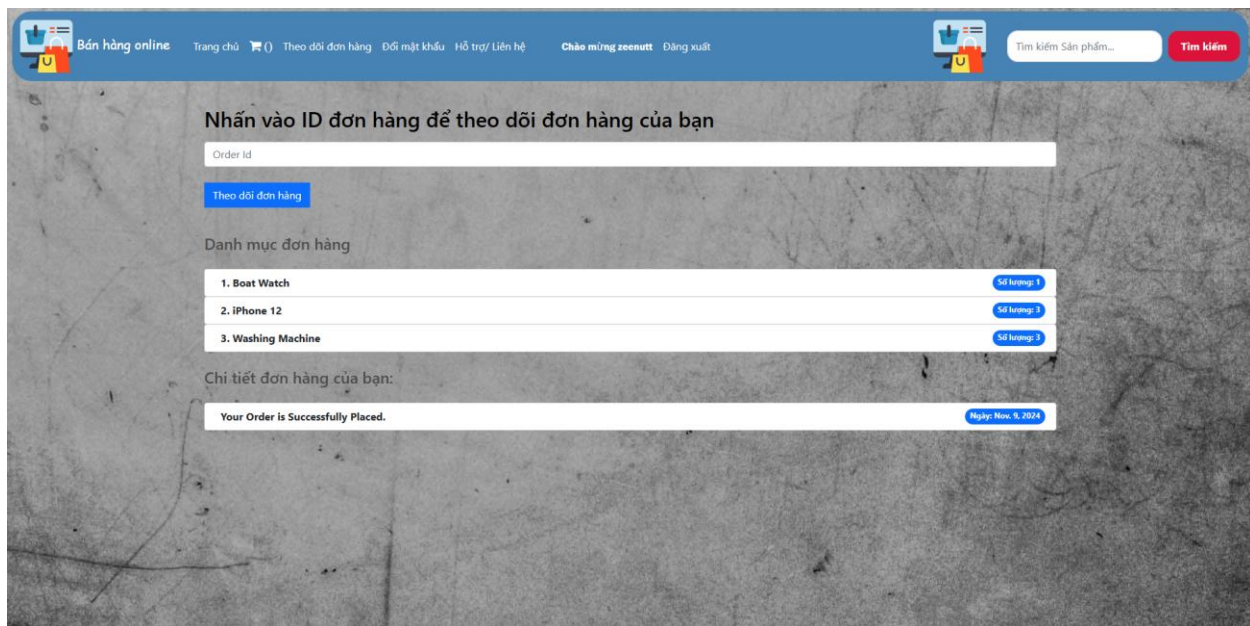 Bán hàng online Trang chủ () Theo dõi đơn hàng Đổi mật khẩu Hỗ trợ/ Liên hệ Chào mừng zeenutt Đăng xuất Tìm kiếm Sản phẩm... Tìm kiếm
Nhấn vào ID đơn hàng để theo dõi đơn hàng của bạn
Order Id
Theo dõi đơn hàng
Danh mục đơn hàng
1. Boat Watch Số lượng: 1
2. iPhone 12 Số lượng: 3
3. Washing Machine Số lượng: 3
Chi tiết đơn hàng của bạn:
Your Order is Successfully Placed. Ngày: Nov. 9, 2024